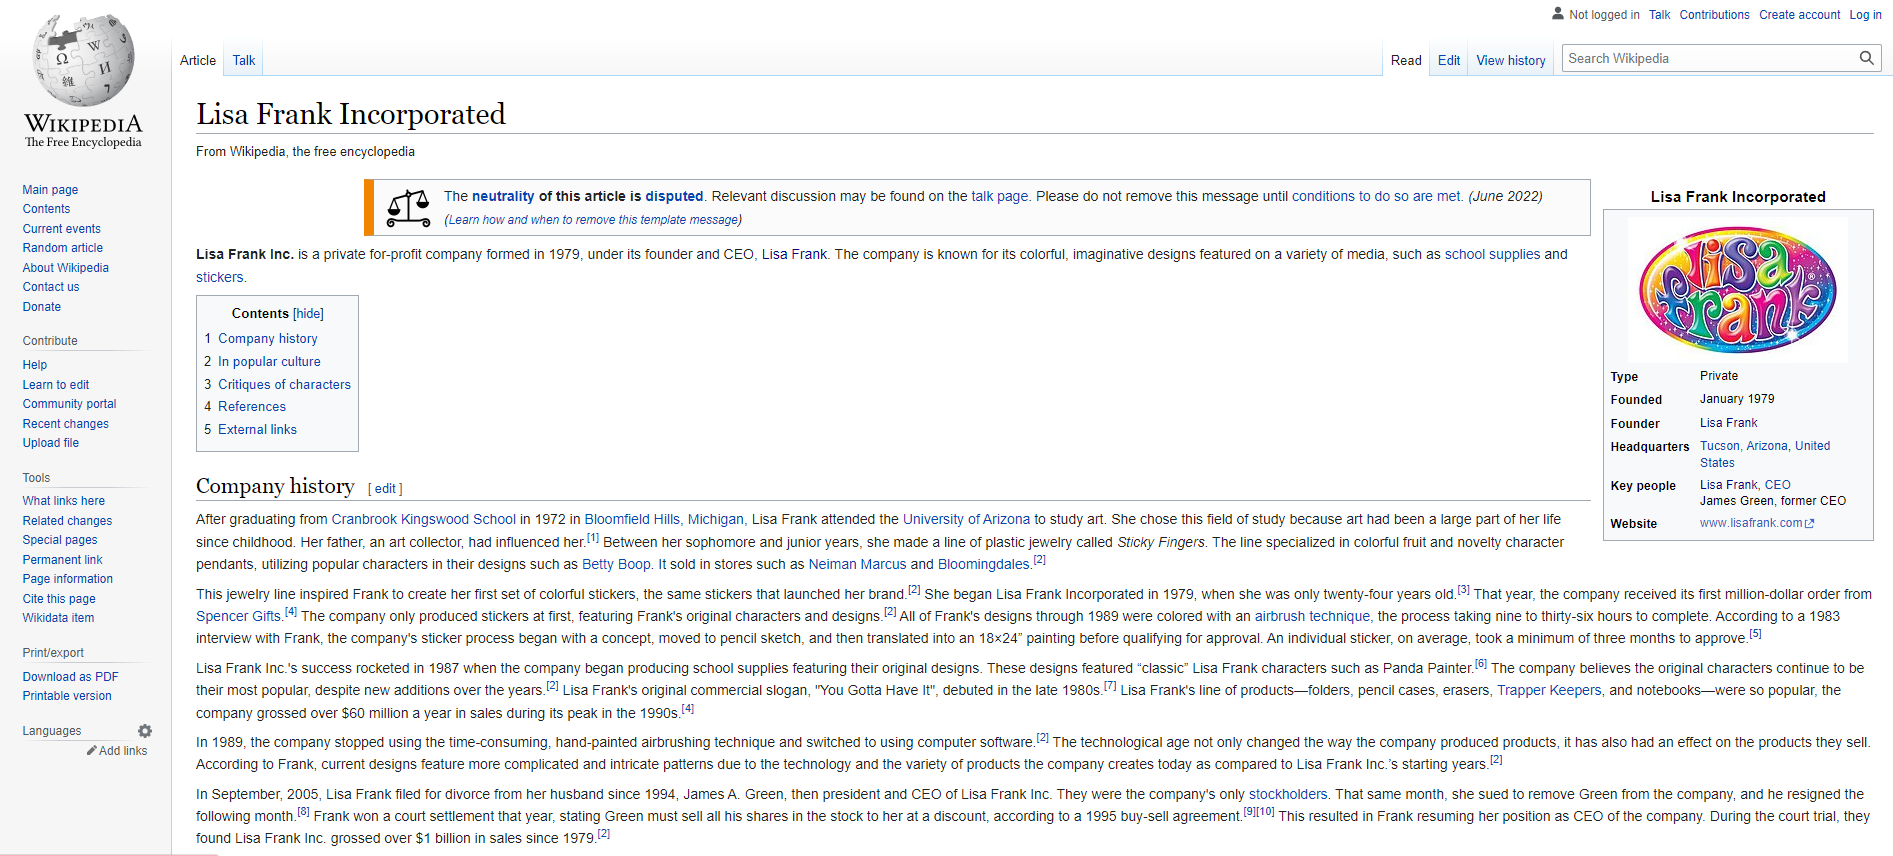 Not logged in Talk Contributions Create account Log in
Article Talk Read Edit View history Search Wikipedia
WIKIPEDIA
The Free Encyclopedia
Main page
Contents
Current events
Random article
About Wikipedia
Contact us
Donate
Contribute
Help
Learn to edit
Community portal
Recent changes
Upload file
Tools
What links here
Related changes
Special pages
Permanent link
Page information
Cite this page
Wikidata item
Print/export
Download as PDF
Printable version
Languages
Add links
Lisa Frank Incorporated
From Wikipedia, the free encyclopedia
The neutrality of this article is disputed. Relevant discussion may be found on the talk page. Please do not remove this message until conditions to do so are met. (June 2022)
(Learn how and when to remove this template message)
Lisa Frank Inc. is a private for-profit company formed in 1979, under its founder and CEO, Lisa Frank. The company is known for its colorful, imaginative designs featured on a variety of media, such as school supplies and
stickers.
Contents [hide]
1 Company history
2 In popular culture
3 Critiques of characters
4 References
5 External links
Lisa Frank Incorporated
lisa
frank
®
Type Private
Founded January 1979
Founder Lisa Frank
Headquarters Tucson, Arizona, United
States
Key people Lisa Frank, CEO
James Green, former CEO
Website www.lisafrank.com
Company history [ edit ]
After graduating from Cranbrook Kingswood School in 1972 in Bloomfield Hills, Michigan, Lisa Frank attended the University of Arizona to study art. She chose this field of study because art had been a large part of her life
since childhood. Her father, an art collector, had influenced her.[1] Between her sophomore and junior years, she made a line of plastic jewelry called Sticky Fingers. The line specialized in colorful fruit and novelty character
pendants, utilizing popular characters in their designs such as Betty Boop. It sold in stores such as Neiman Marcus and Bloomingdales.[2]
This jewelry line inspired Frank to create her first set of colorful stickers, the same stickers that launched her brand.[2] She began Lisa Frank Incorporated in 1979, when she was only twenty-four years old.[3] That year, the company received its first million-dollar order from
Spencer Gifts.[4] The company only produced stickers at first, featuring Frank's original characters and designs.[2] All of Frank's designs through 1989 were colored with an airbrush technique, the process taking nine to thirty-six hours to complete. According to a 1983
interview with Frank, the company's sticker process began with a concept, moved to pencil sketch, and then translated into an 18×24” painting before qualifying for approval. An individual sticker, on average, took a minimum of three months to approve.[5]
Lisa Frank Inc.'s success rocketed in 1987 when the company began producing school supplies featuring their original designs. These designs featured “classic” Lisa Frank characters such as Panda Painter.[6] The company believes the original characters continue to be
their most popular, despite new additions over the years.[2] Lisa Frank's original commercial slogan, "You Gotta Have It", debuted in the late 1980s.[7] Lisa Frank's line of products—folders, pencil cases, erasers, Trapper Keepers, and notebooks—were so popular, the
company grossed over $60 million a year in sales during its peak in the 1990s.[4]
In 1989, the company stopped using the time-consuming, hand-painted airbrushing technique and switched to using computer software.[2] The technological age not only changed the way the company produced products, it has also had an effect on the products they sell.
According to Frank, current designs feature more complicated and intricate patterns due to the technology and the variety of products the company creates today as compared to Lisa Frank Inc.’s starting years.[2]
In September, 2005, Lisa Frank filed for divorce from her husband since 1994, James A. Green, then president and CEO of Lisa Frank Inc. They were the company's only stockholders. That same month, she sued to remove Green from the company, and he resigned the
following month.[8] Frank won a court settlement that year, stating Green must sell all his shares in the stock to her at a discount, according to a 1995 buy-sell agreement.[9][10] This resulted in Frank resuming her position as CEO of the company. During the court trial, they
found Lisa Frank Inc. grossed over $1 billion in sales since 1979.[2]